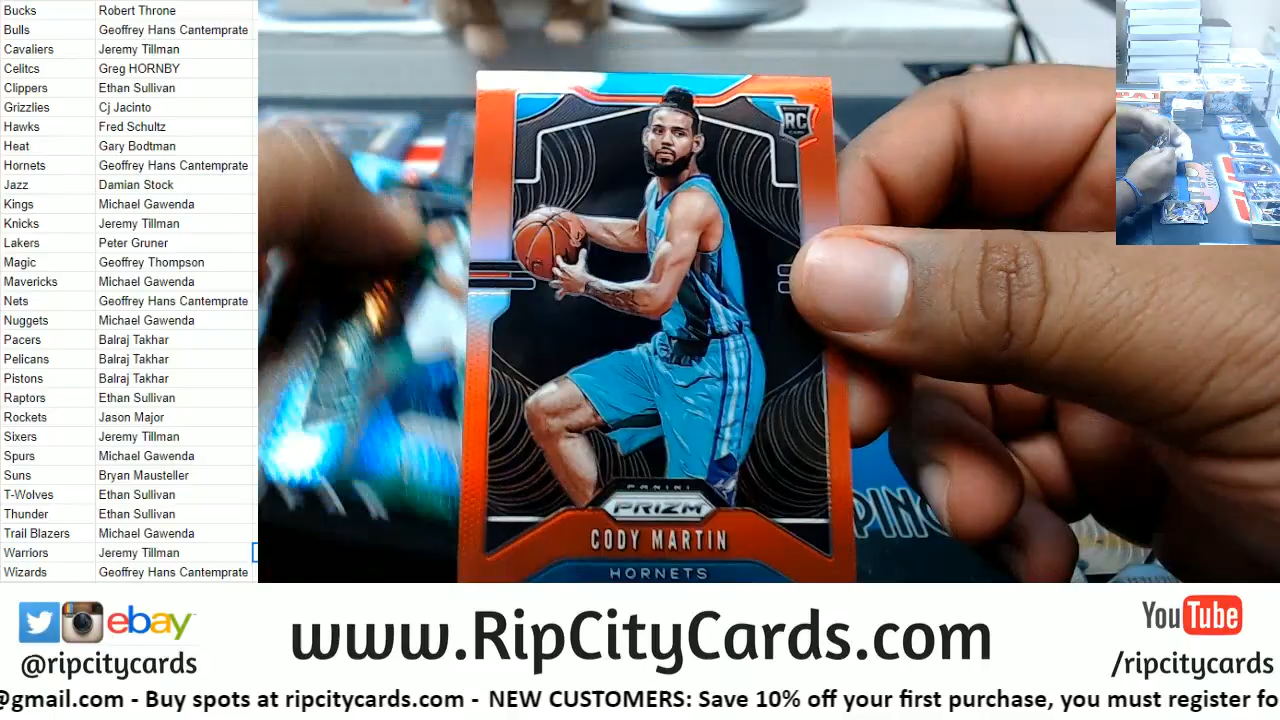 Bucks Robert Throne
Bulls Geoffrey Hans Cantemprate
Cavaliers Jeremy Tillman
Celitcs Greg HORNBY
Clippers Ethan Sullivan
Grizzlies Cj Jacinto
Hawks Fred Schultz
Heat Gary Bodtman
Hornets Geoffrey Hans Cantemprate
Jazz Damian Stock
Kings Michael Gawenda
Knicks Jeremy Tillman
Lakers Peter Gruner
Magic Geoffrey Thompson
Mavericks Michael Gawenda
Nets Geoffrey Hans Cantemprate
Nuggets Michael Gawenda
Pacers Balraj Takhar
Pelicans Balraj Takhar
Pistons Balraj Takhar
Raptors Ethan Sullivan
Rockets Jason Major
Sixers Jeremy Tillman
Spurs Michael Gawenda
Suns Bryan Mausteller
T-Wolves Ethan Sullivan
Thunder Ethan Sullivan
Trail Blazers Michael Gawenda
Warriors Jeremy Tillman
Wizards Geoffrey Hans Cantemprate
RC
PANINI
PRIZM
CODY MARTIN
HORNETS
PING
ebay
@ripcitycards
www.RipCityCards.com
YouTube
/ripcitycards
@gmail.com - Buy spots at ripcitycards.com - NEW CUSTOMERS: Save 10% off your first purchase, you must register fo